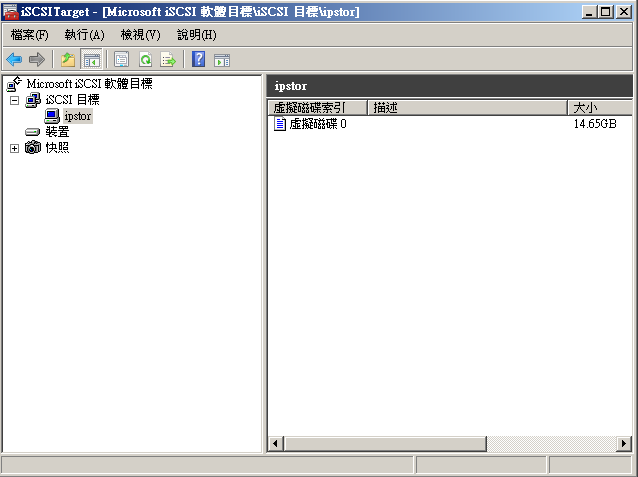 iSCSITarget - [Microsoft iSCSI 軟體目標\iSCSI 目標\ipstor]
檔案(F) 執行(A) 檢視(V) 說明(H)
Microsoft iSCSI 軟體目標
iSCSI 目標
ipstor
裝置
快照
ipstor
虛擬磁碟索引 描述 大小
虛擬磁碟 0 14.65GB